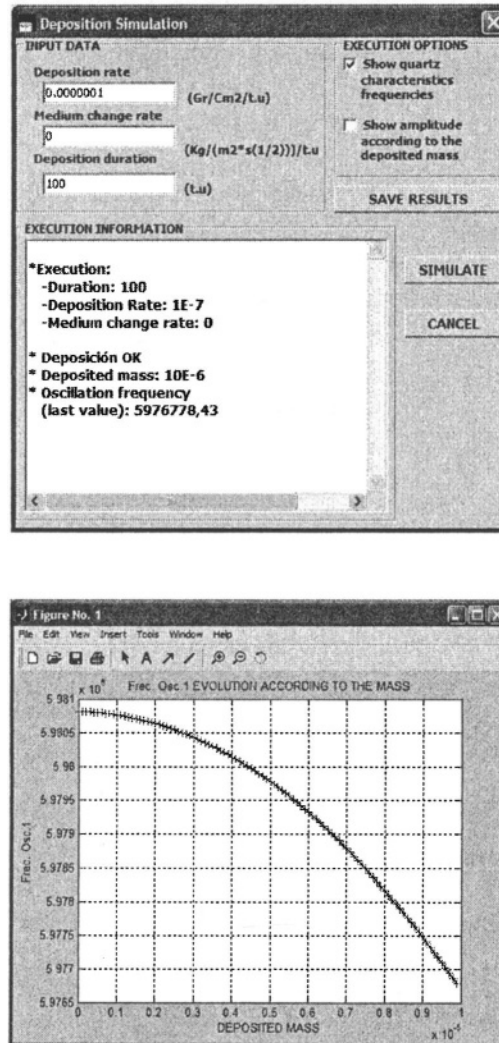 Deposition Simulation
INPUT DATA
Deposition rate
0.0000001
(Gr/Cm2/t.u)
Medium change rate
0
(Kg/(m2*s(1/2)))/t.u
Deposition duration
100
(t.u)
EXECUTION OPTIONS
Show quartz
characteristics
frequencies
Show amplitude
according to the
deposited mass
SAVE RESULTS
EXECUTION INFORMATION
*Execution:
-Duration: 100
-Deposition Rate: 1E-7
-Medium change rate: 0
* Deposición OK
* Deposited mass: 10E-6
* Oscillation frequency
(last value): 5976778,43
SIMULATE
CANCEL
Figure No. 1
File Edit View Insert Tools Window Help
Frec. Osc.1 EVOLUTION ACCORDING TO THE MASS
5.981
5.9805
5.98
5.9795
5.979
5.9785
5.978
5.9775
5.977
5.9765
Frec. Osc.1
0 0.1 0.2 0.3 0.4 0.5 0.6 0.7 0.8 0.9 1
DEPOSITED MASS